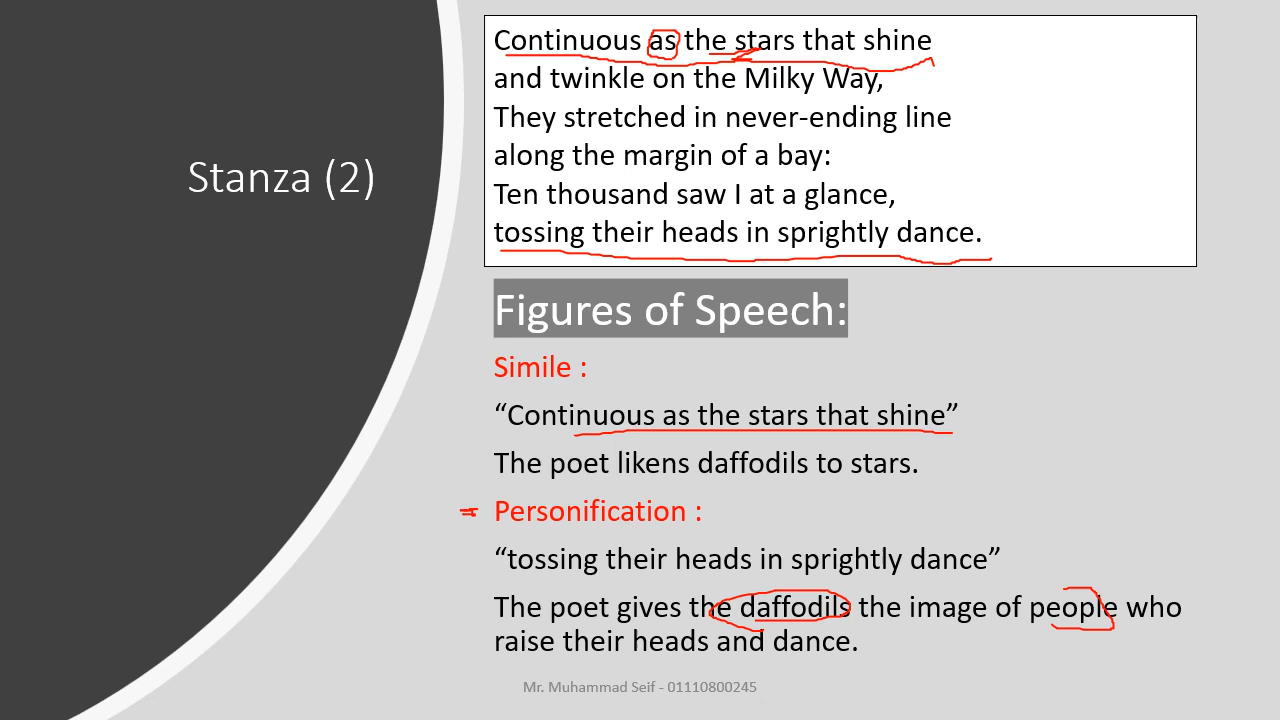 Stanza (2)
Continuous as the stars that shine
and twinkle on the Milky Way,
They stretched in never-ending line
along the margin of a bay:
Ten thousand saw I at a glance,
tossing their heads in sprightly dance.
Figures of Speech:
Simile :
“Continuous as the stars that shine”
The poet likens daffodils to stars.
Personification :
“tossing their heads in sprightly dance”
The poet gives the daffodils the image of people who
raise their heads and dance.
Mr. Muhammad Seif - 01110800245